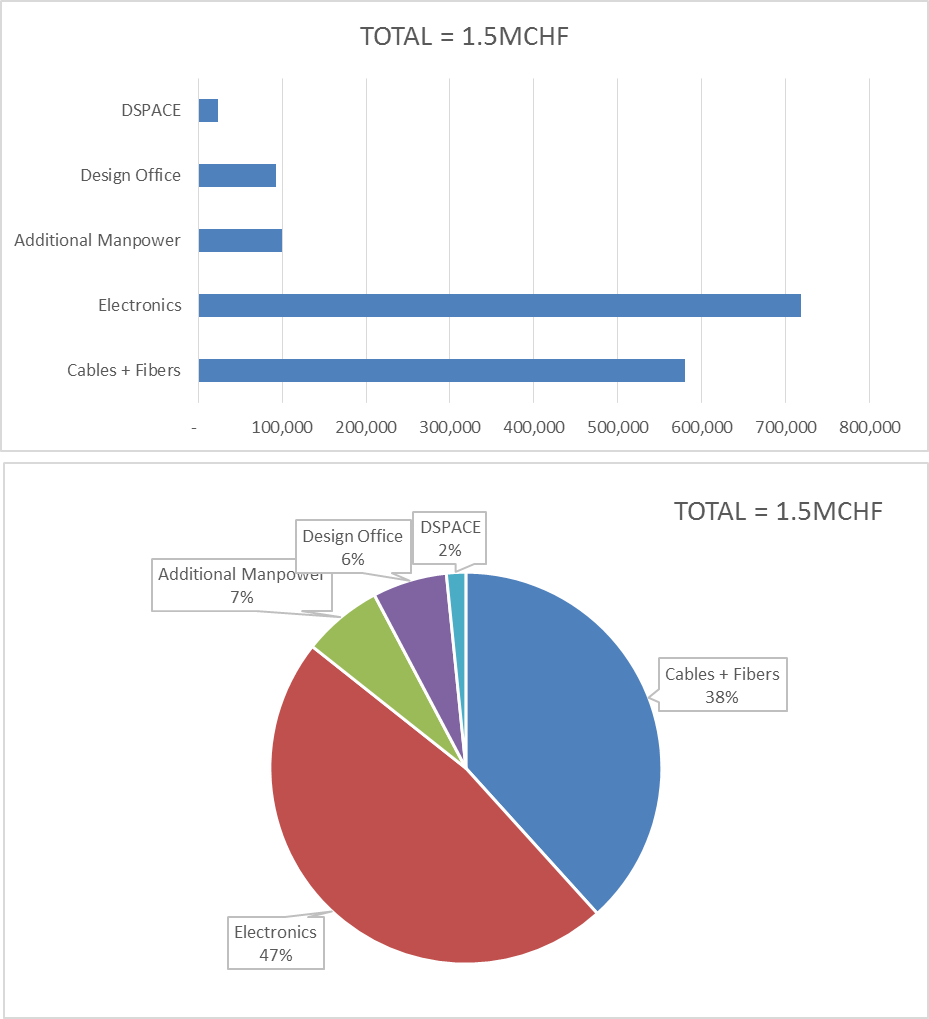 TOTAL = 1.5MCHF
DSPACE
Design Office
Additional Manpower
Electronics
Cables + Fibers
- 100,000 200,000 300,000 400,000 500,000 600,000 700,000 800,000
TOTAL = 1.5MCHF
DSPACE
2%
Design Office
6%
Additional Manpower
7%
Cables + Fibers
38%
Electronics
47%